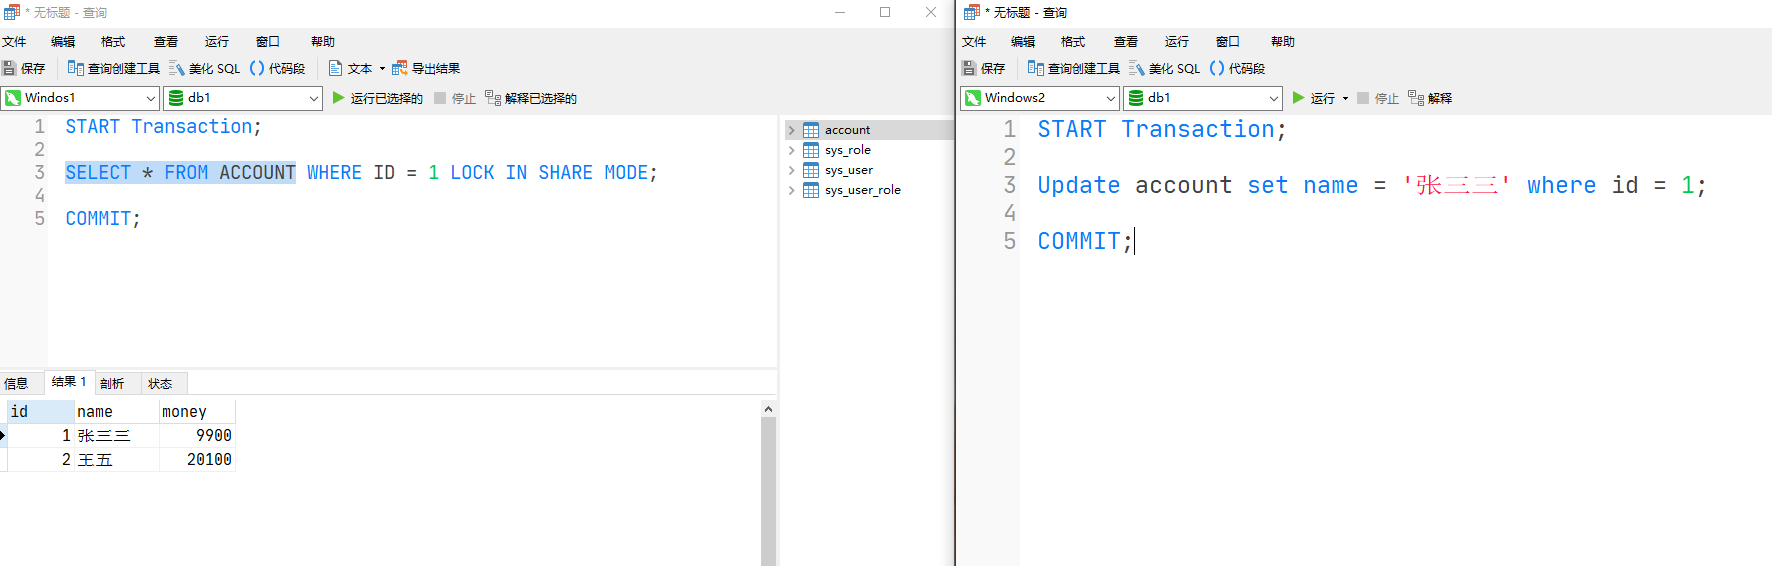 * 无标题 - 查询
文件 编辑 格式 查看 运行 窗口 帮助
保存 查询创建工具 美化 SQL () 代码段 文本 导出结果
Windos1 db1 运行已选择的 停止 解释已选择的
1 START Transaction;
2
3 SELECT * FROM ACCOUNT WHERE ID = 1 LOCK IN SHARE MODE;
4
5 COMMIT;
account
sys_role
sys_user
sys_user_role
信息 结果 1 剖析 状态
id name money
1 张三三 9900
2 王五 20100
* 无标题 - 查询
文件 编辑 格式 查看 运行 窗口 帮助
保存 查询创建工具 美化 SQL () 代码段
Windows2 db1 运行 停止 解释
1 START Transaction;
2
3 Update account set name = '张三三' where id = 1;
4
5 COMMIT;